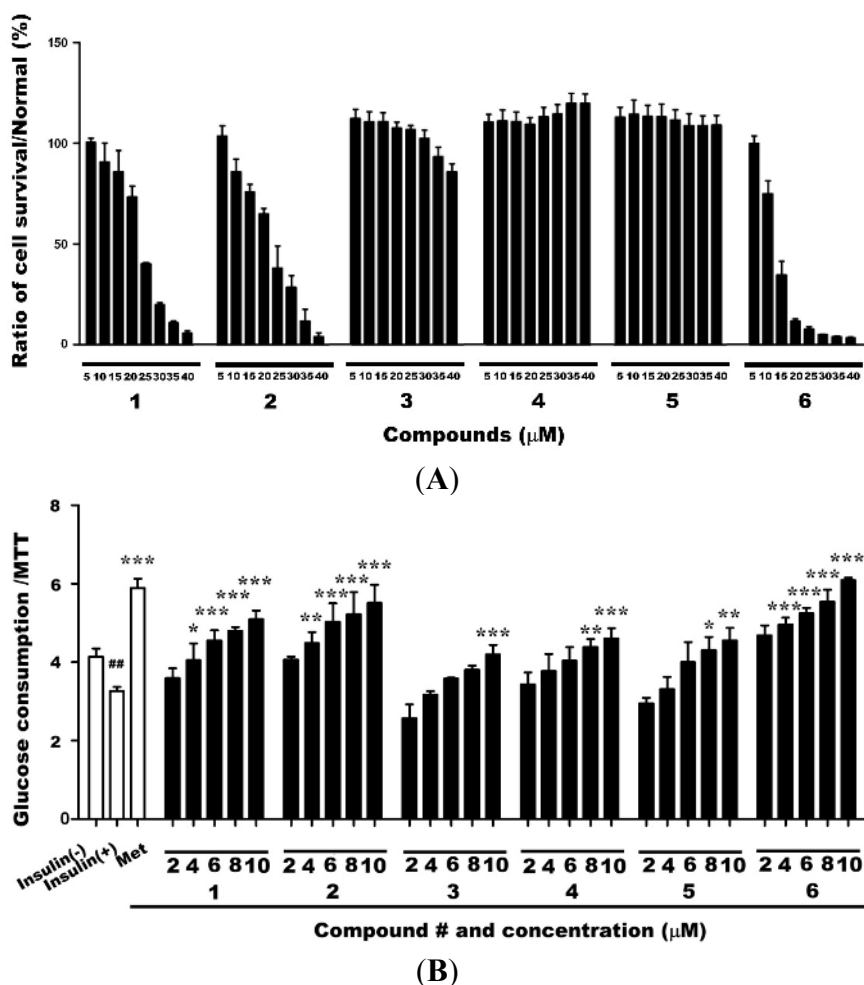 150
100
50
0
Ratio of cell survival/Normal (%)
5 10 15 20 25 30 35 40 5 10 15 20 25 30 35 40 5 10 15 20 25 30 35 40 5 10 15 20 25 30 35 40 5 10 15 20 25 30 35 40 5 10 15 20 25 30 35 40
1 2 3 4 5 6
Compounds (μM)
(A)
8
6
4
2
0
Glucose consumption /MTT
## *** * *** *** *** ** *** *** *** *** ** *** * ** *** *** *** ***
Insulin(-) Insulin(+) Met
2 4 6 8 10 2 4 6 8 10 2 4 6 8 10 2 4 6 8 10 2 4 6 8 10 2 4 6 8 10
1 2 3 4 5 6
Compound # and concentration (μM)
(B)